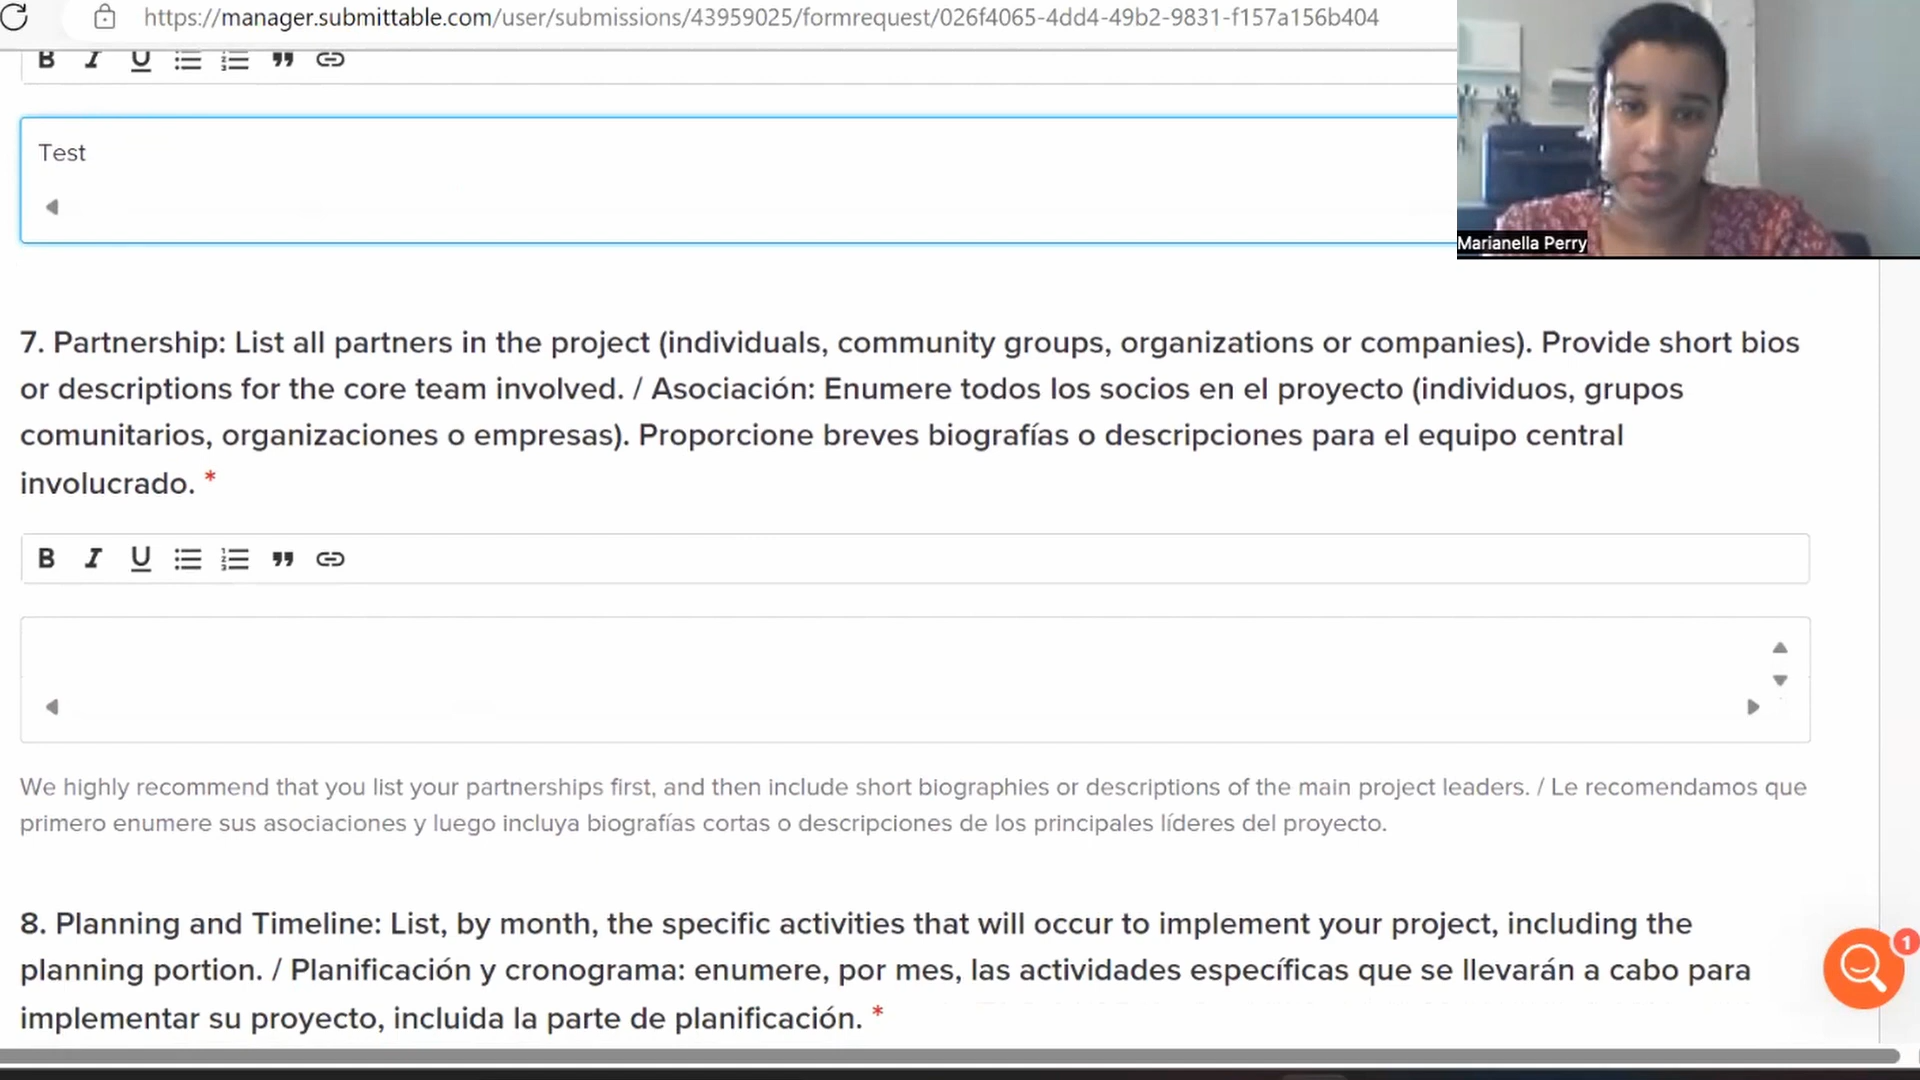 https://manager.submittable.com/user/submissions/43959025/formrequest/026f4065-4dd4-49b2-9831-f157a156b404
B I U
Test
Marianella Perry
7. Partnership: List all partners in the project (individuals, community groups, organizations or companies). Provide short bios
or descriptions for the core team involved. / Asociación: Enumere todos los socios en el proyecto (individuos, grupos
comunitarios, organizaciones o empresas). Proporcione breves biografías o descripciones para el equipo central
involucrado. *
B I U
We highly recommend that you list your partnerships first, and then include short biographies or descriptions of the main project leaders. / Le recomendamos que
primero enumere sus asociaciones y luego incluya biografías cortas o descripciones de los principales líderes del proyecto.
8. Planning and Timeline: List, by month, the specific activities that will occur to implement your project, including the
planning portion. / Planificación y cronograma: enumere, por mes, las actividades específicas que se llevarán a cabo para
implementar su proyecto, incluida la parte de planificación. *
1